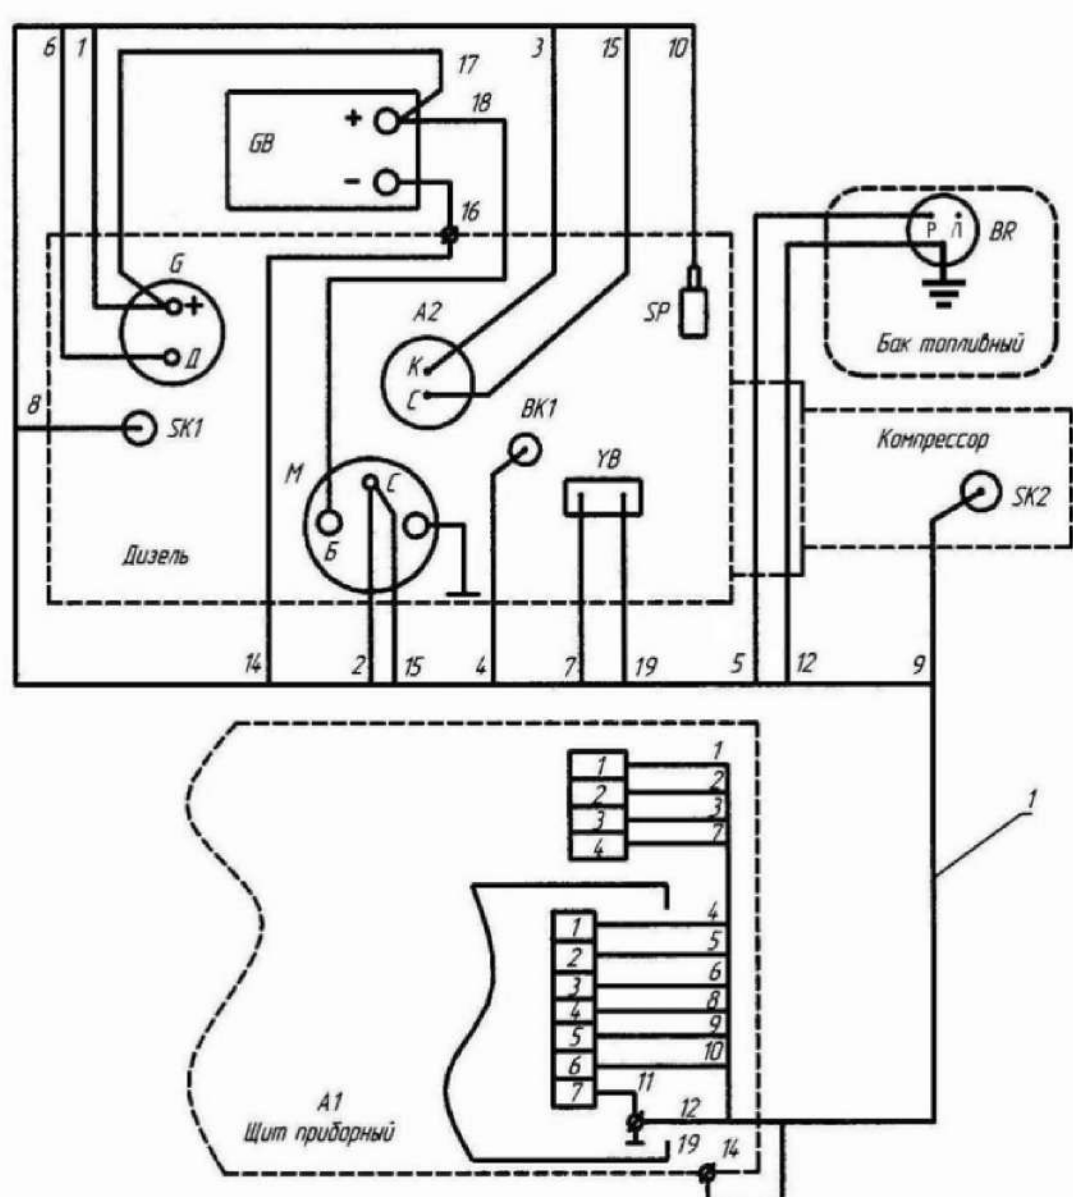 6 1 17 3 15 10
18
+
GB
-
16
G
+
Д
A2
К
С
SP
Р Л BR
Бак топливный
8
SK1
BK1
YB
М
С
Б
Дизель
Компрессор
SK2
14 2 15 4 7 19 5 12 9
1 1
2 2
3 3
4 7
1
1 4
2 5
3 6
4 8
5 9
6 10
7 11
12
19 14
A1
Щит приборный